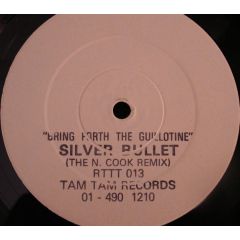 "BRING FORTH THE GUILLOTINE"
SILVER BULLET
(THE N. COOK REMIX)
RTTT 013
TAM TAM RECORDS
01 - 490 1210